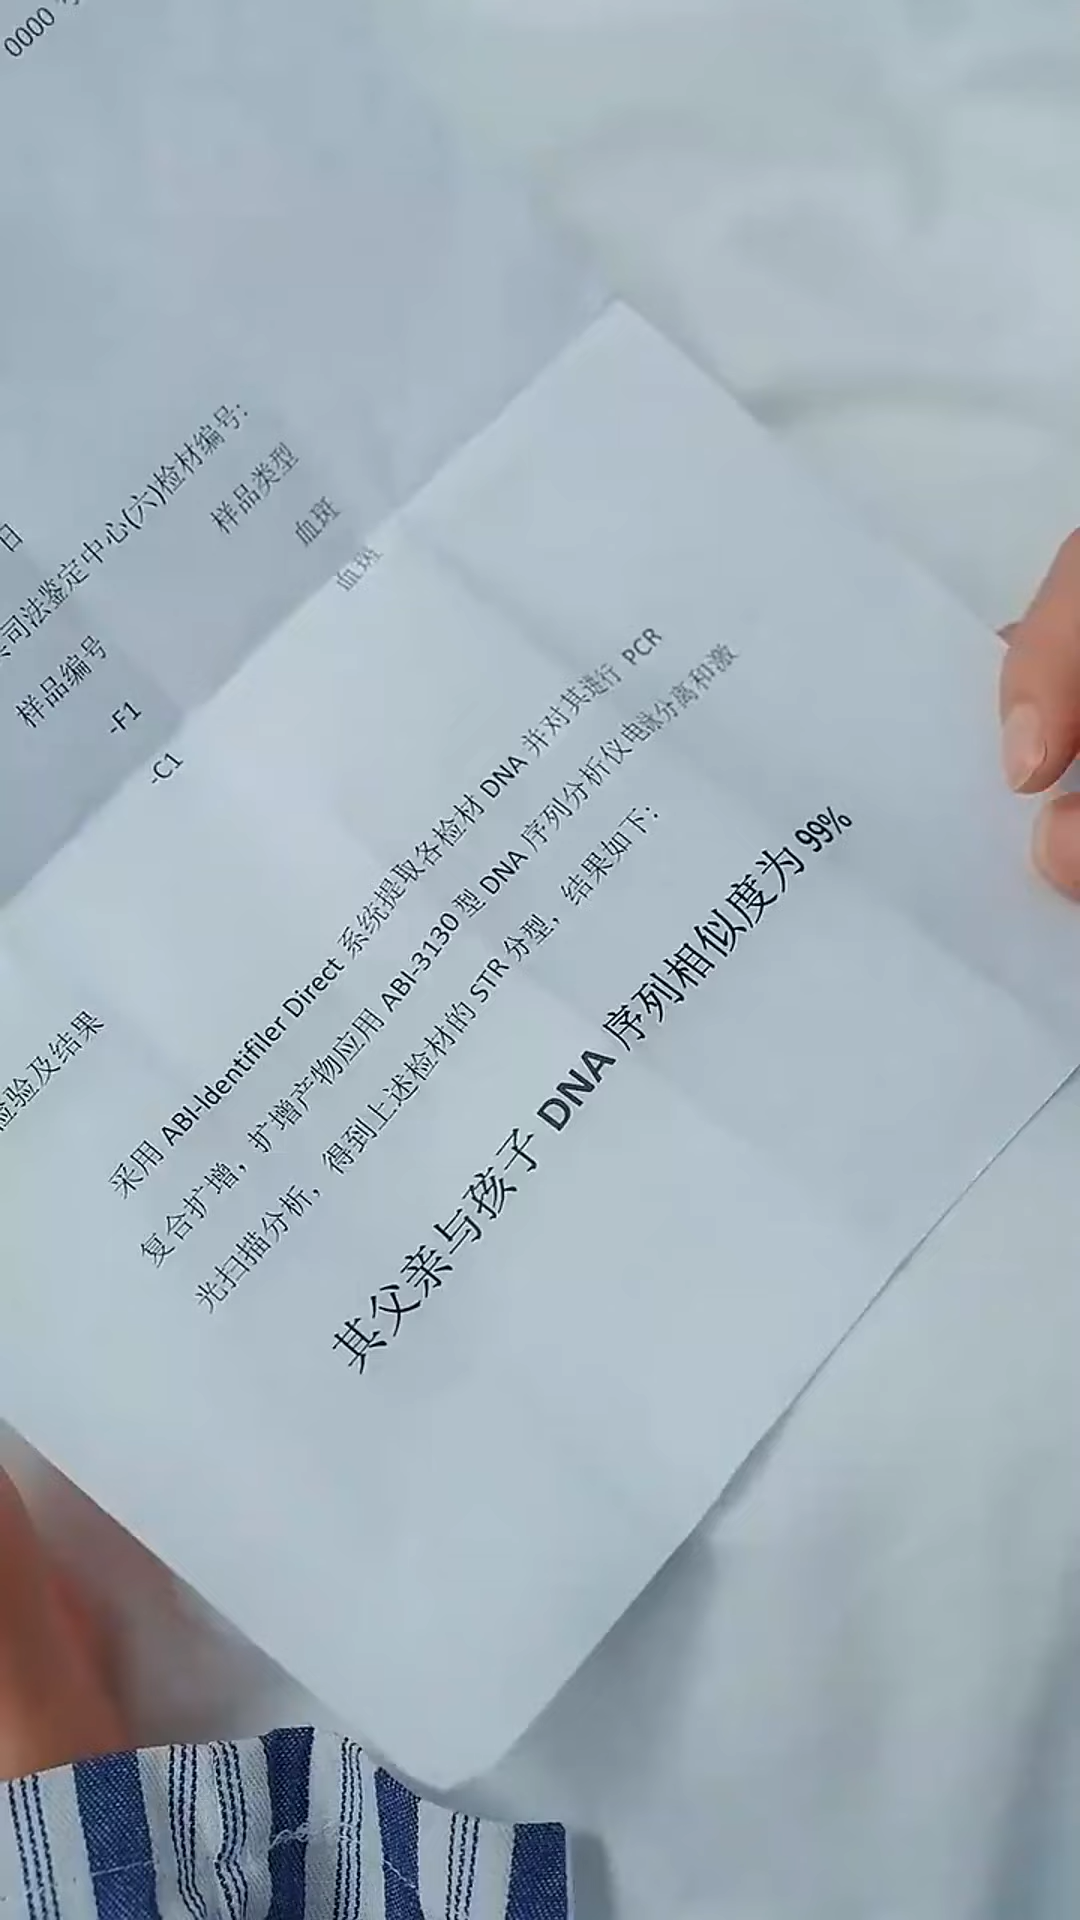 0000
日
司法鉴定中心(六)检材编号:
样品编号 样品类型
-F1 血斑
-C1 血斑
检验及结果
采用 ABI-Identifiler Direct 系统提取各检材 DNA 并对其进行 PCR
复合扩增，扩增产物应用 ABI-3130 型 DNA 序列分析仪电泳分离和激
光扫描分析，得到上述检材的 STR 分型，结果如下：
其父亲与孩子 DNA 序列相似度为 99%